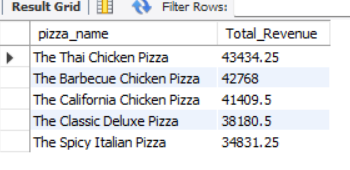 Result Grid Filter Rows:
pizza_name Total_Revenue
The Thai Chicken Pizza 43434.25
The Barbecue Chicken Pizza 42768
The California Chicken Pizza 41409.5
The Classic Deluxe Pizza 38180.5
The Spicy Italian Pizza 34831.25